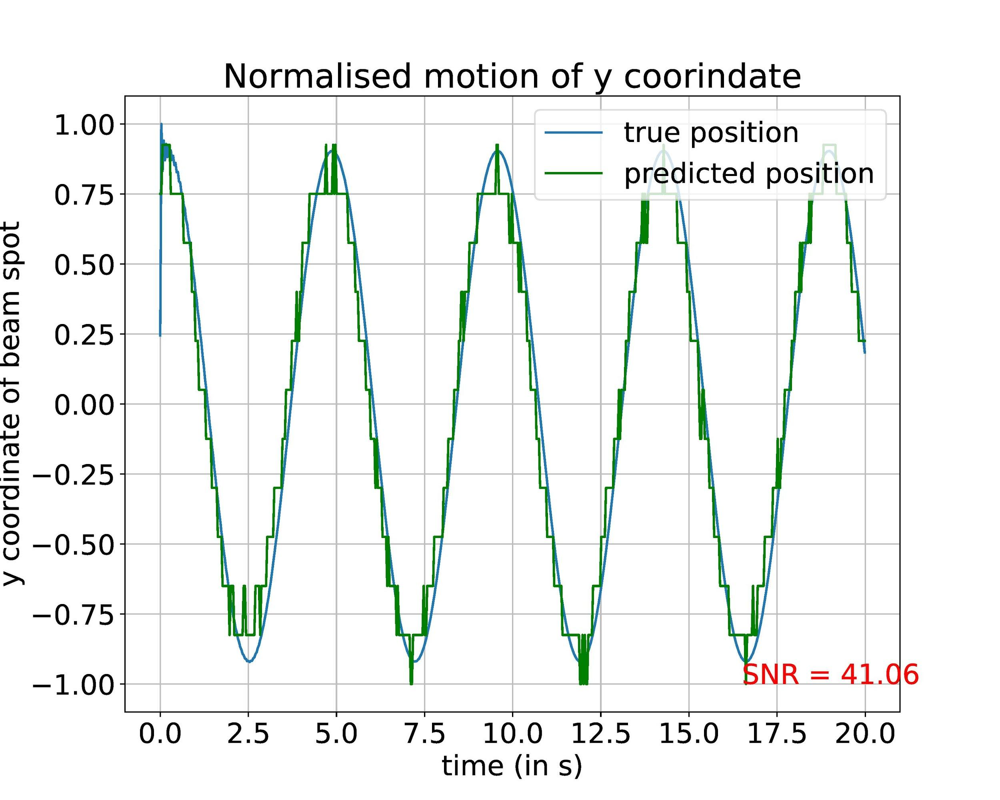 Normalised motion of y coorindate
true position
predicted position
y coordinate of beam spot
1.00
0.75
0.50
0.25
0.00
−0.25
−0.50
−0.75
−1.00
SNR = 41.06
0.0 2.5 5.0 7.5 10.0 12.5 15.0 17.5 20.0
time (in s)